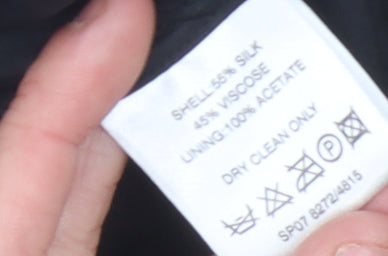 SHELL:55% SILK
45% VISCOSE
LINING:100% ACETATE
DRY CLEAN ONLY
P
SP07 8272/4815